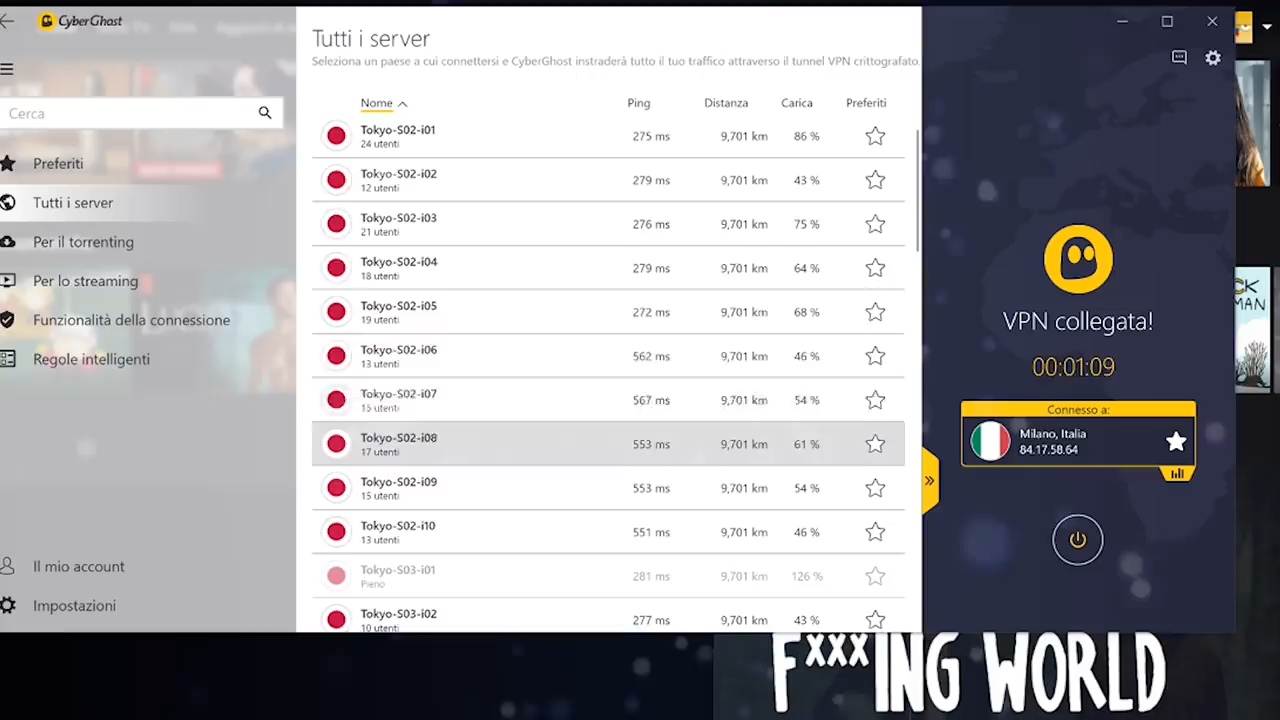 CyberGhost
Cerca
Preferiti
Tutti i server
Per il torrenting
Per lo streaming
Funzionalità della connessione
Regole intelligenti
Il mio account
Impostazioni
Tutti i server
Seleziona un paese a cui connettersi e CyberGhost instraderà tutto il tuo traffico attraverso il tunnel VPN crittografato.
Nome Ping Distanza Carica Preferiti
Tokyo-S02-i01 275 ms 9,701 km 86 %
24 utenti
Tokyo-S02-i02 279 ms 9,701 km 43 %
12 utenti
Tokyo-S02-i03 276 ms 9,701 km 75 %
21 utenti
Tokyo-S02-i04 279 ms 9,701 km 64 %
18 utenti
Tokyo-S02-i05 272 ms 9,701 km 68 %
19 utenti
Tokyo-S02-i06 562 ms 9,701 km 46 %
13 utenti
Tokyo-S02-i07 567 ms 9,701 km 54 %
15 utenti
Tokyo-S02-i08 553 ms 9,701 km 61 %
17 utenti
Tokyo-S02-i09 553 ms 9,701 km 54 %
15 utenti
Tokyo-S02-i10 551 ms 9,701 km 46 %
13 utenti
Tokyo-S03-i01 281 ms 9,701 km 126 %
Pieno
Tokyo-S03-i02 277 ms 9,701 km 43 %
10 utenti
VPN collegata!
00:01:09
Connesso a:
Milano, Italia
84.17.58.64
F***ING WORLD